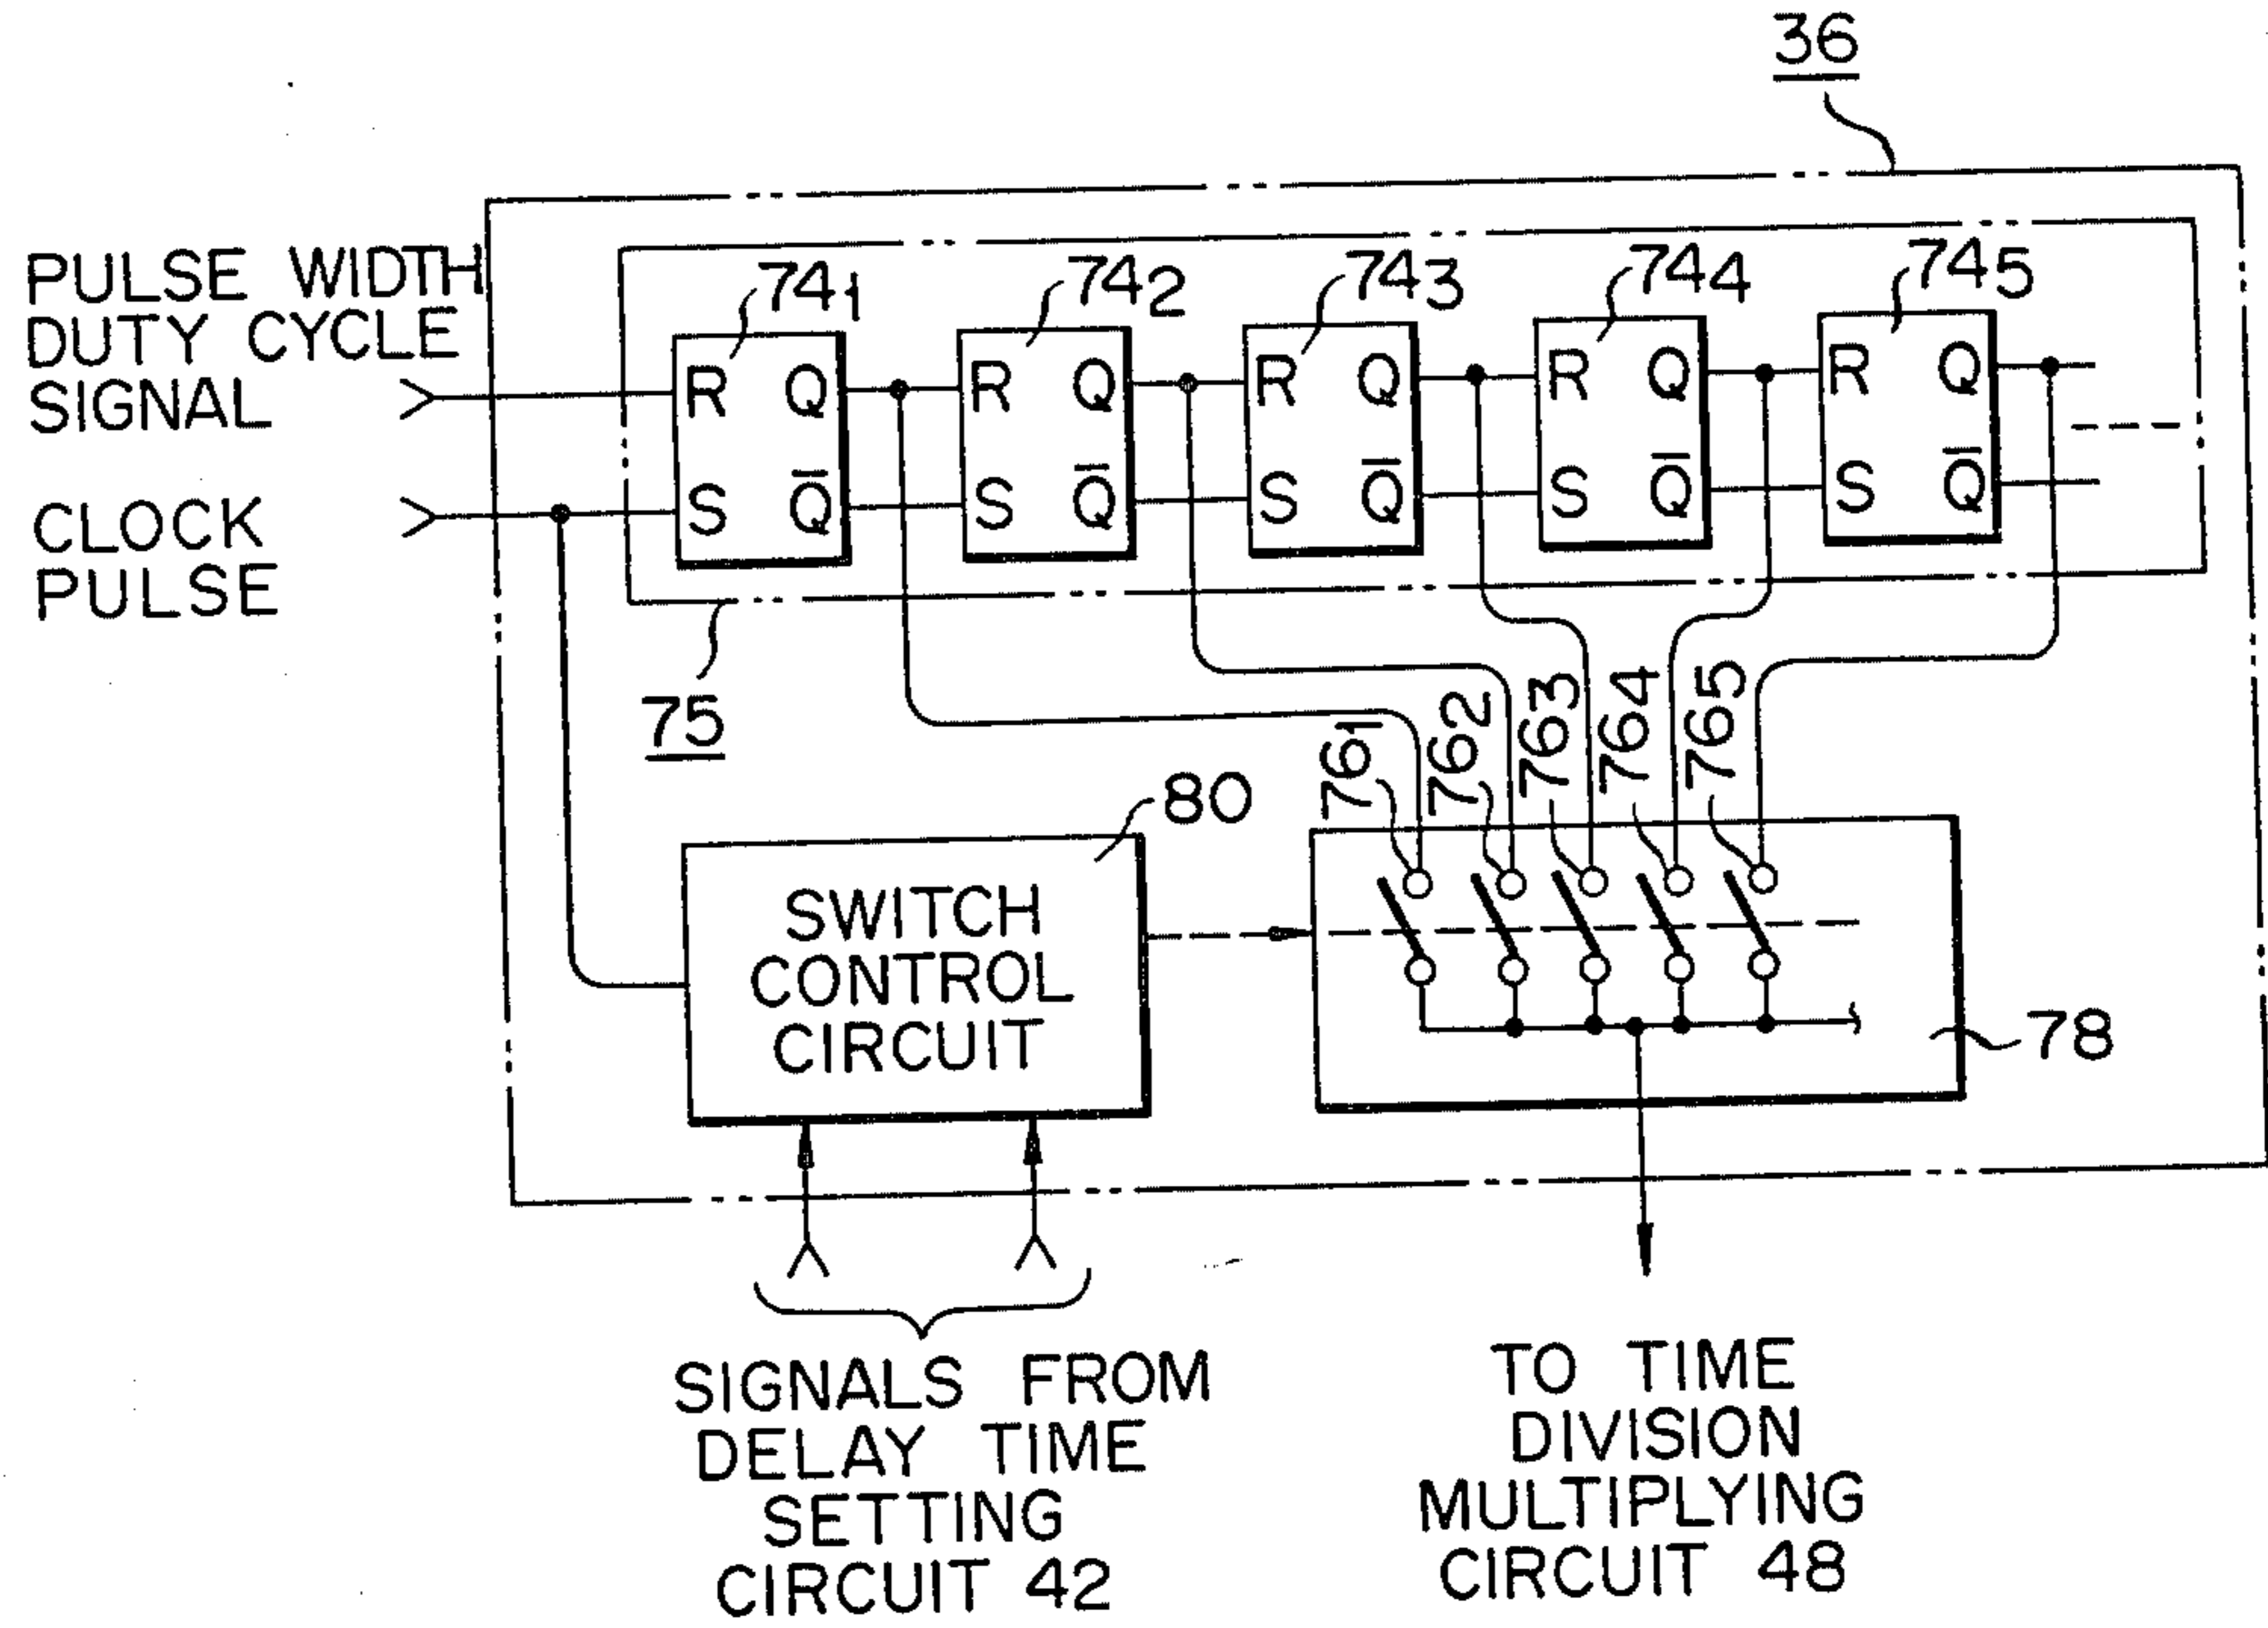 36
PULSE WIDTH
DUTY CYCLE
SIGNAL
CLOCK
PULSE
741 742 743 744 745
R Q R Q R Q R Q R Q
S Q̅ S Q̅ S Q̅ S Q̅ S Q̅
75
761 762 763 764 765
80
SWITCH
CONTROL
CIRCUIT
78
SIGNALS FROM
DELAY TIME
SETTING
CIRCUIT 42
TO TIME
DIVISION
MULTIPLYING
CIRCUIT 48